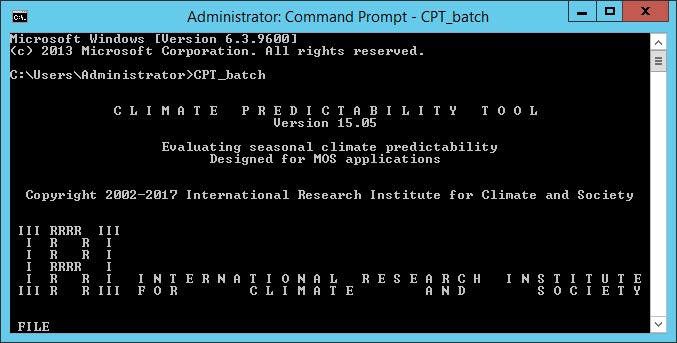 Administrator: Command Prompt - CPT_batch
Microsoft Windows [Version 6.3.9600]
(c) 2013 Microsoft Corporation. All rights reserved.
C:\Users\Administrator>CPT_batch
C L I M A T E   P R E D I C T A B I L I T Y   T O O L
Version 15.05
Evaluating seasonal climate predictability
Designed for MOS applications
Copyright 2002-2017 International Research Institute for Climate and Society
III RRRR  III
 I  R   R  I
 I  R   R  I
 I  RRRR   I
 I  R   R  I   I N T E R N A T I O N A L   R E S E A R C H   I N S T I T U T E
III R   R III  F O R         C L I M A T E         A N D         S O C I E T Y
FILE